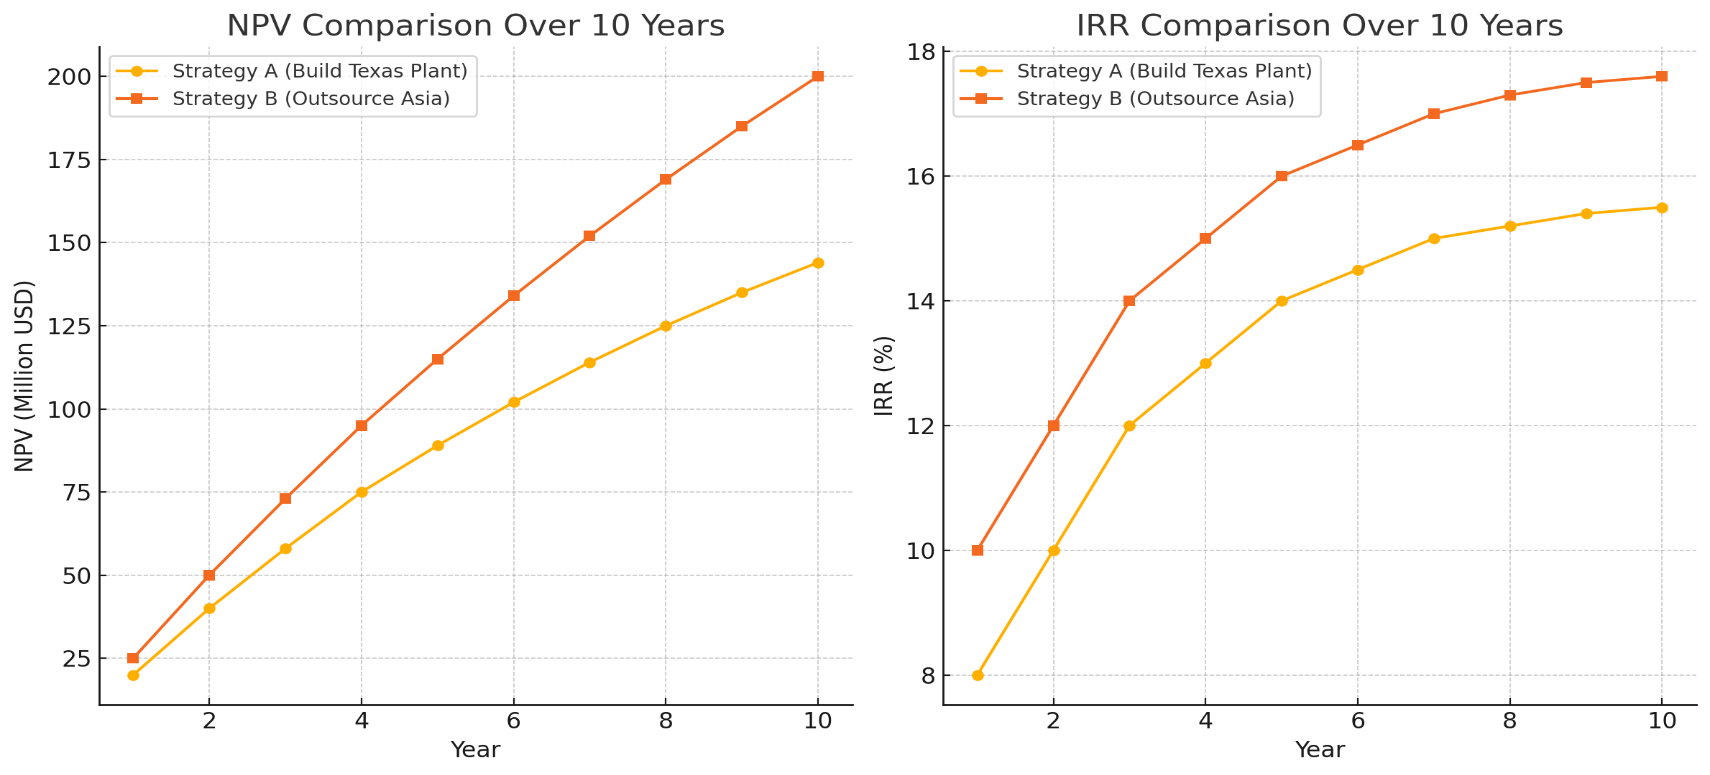 NPV Comparison Over 10 Years
Strategy A (Build Texas Plant)
Strategy B (Outsource Asia)
200
175
150
125
100
75
50
25
NPV (Million USD)
2 4 6 8 10
Year
IRR Comparison Over 10 Years
Strategy A (Build Texas Plant)
Strategy B (Outsource Asia)
18
16
14
12
10
8
IRR (%)
2 4 6 8 10
Year